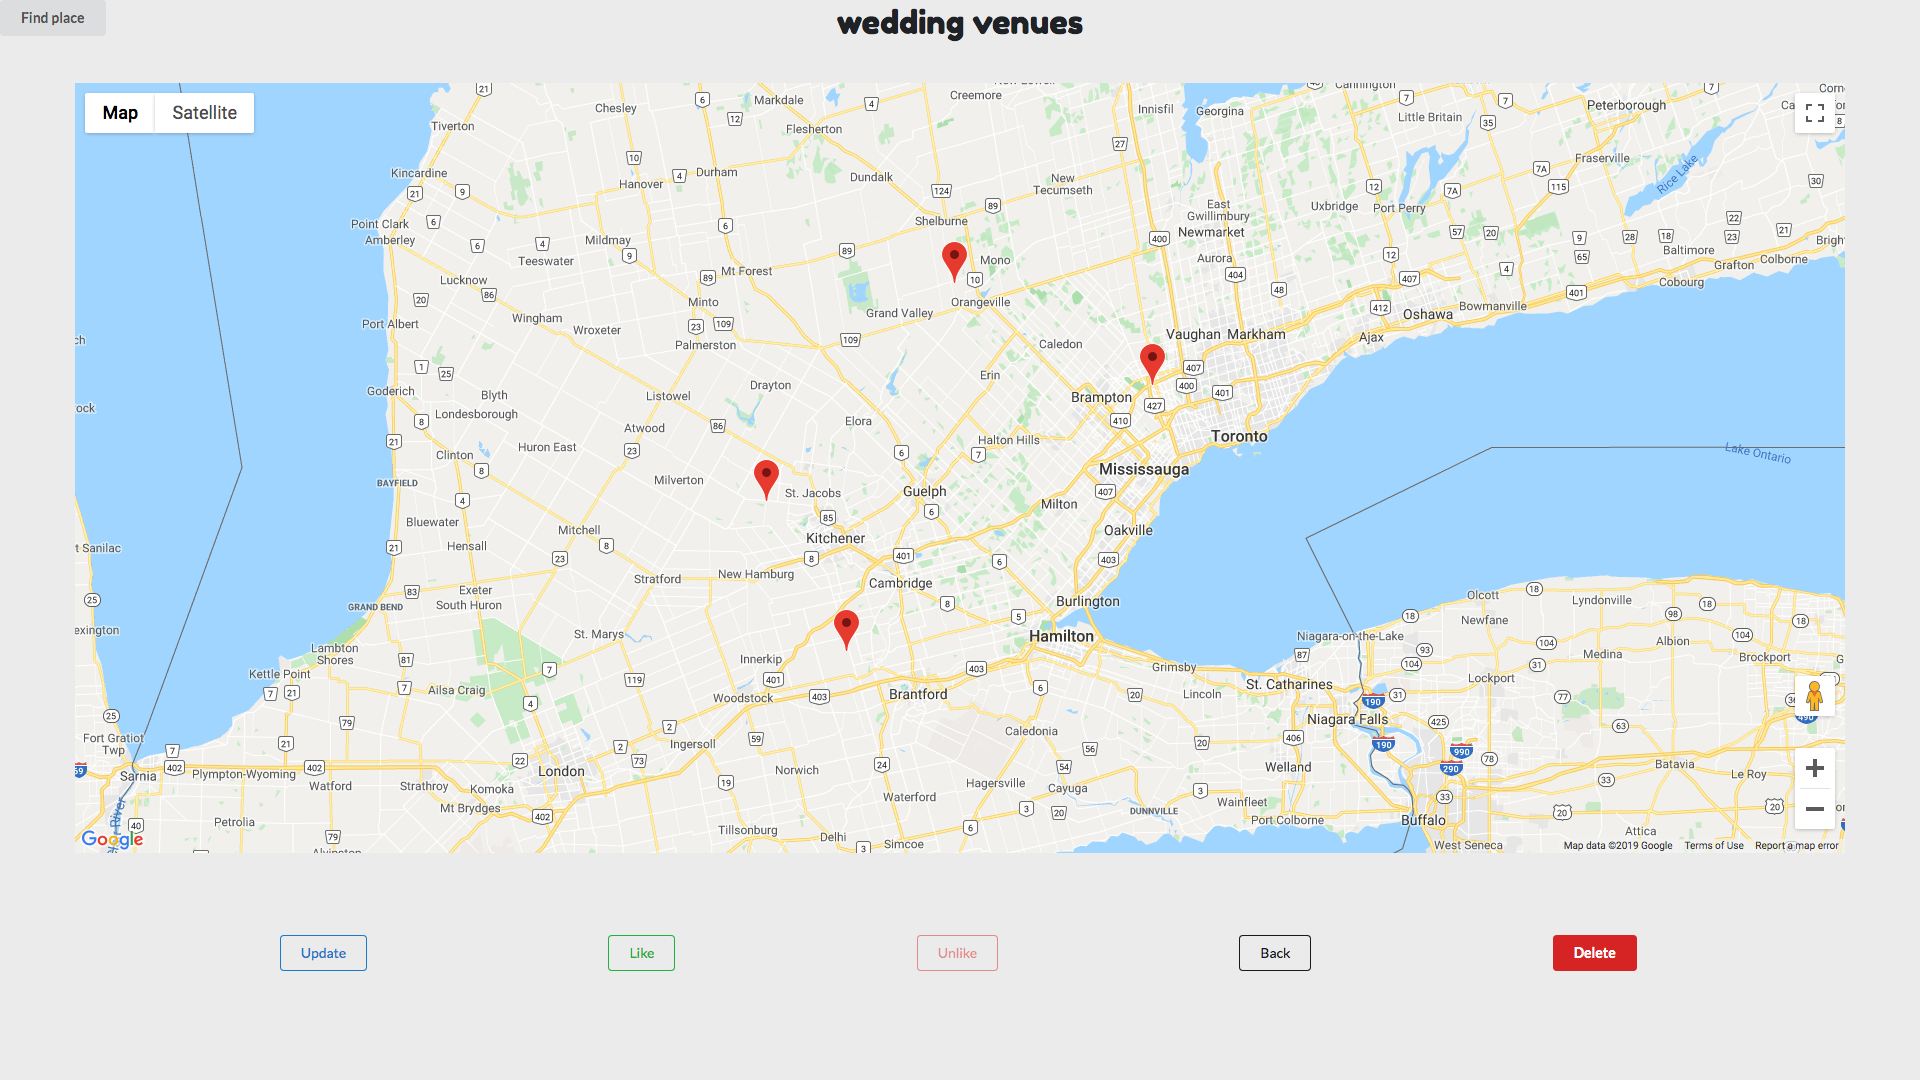 Find place
wedding venues
Map
Satellite
Creemore
Cannington
Tiverton
Chesley
Markdale
Flesherton
Innisfil
Georgina
Little Britain
Peterborough
Kincardine
Hanover
Durham
Dundalk
New
Tecumseth
Fraserville
Rice Lake
Point Clark
Amberley
Mildmay
Teeswater
Shelburne
East
Gwillimbury
Newmarket
Uxbridge
Port Perry
Baltimore
Grafton
Colborne
Lucknow
Mt Forest
Mono
Aurora
Cobourg
Wingham
Wroxeter
Minto
Palmerston
Grand Valley
Orangeville
Bowmanville
Oshawa
Port Albert
Caledon
Vaughan
Markham
Ajax
Goderich
Blyth
Londesborough
Listowel
Drayton
Erin
Brampton
Clinton
Huron East
Atwood
Elora
Halton Hills
Toronto
Lake Ontario
BAYFIELD
Milverton
St. Jacobs
Guelph
Mississauga
Milton
Bluewater
Hensall
Mitchell
Kitchener
Oakville
Stratford
New Hamburg
Cambridge
Exeter
South Huron
GRAND BEND
Burlington
Olcott
Lyndonville
Newfane
St. Marys
Hamilton
Niagara-on-the-Lake
Albion
Medina
Brockport
Lambton
Shores
Kettle Point
Innerkip
Grimsby
Lockport
Ailsa Craig
Woodstock
Brantford
Lincoln
St. Catharines
Niagara Falls
Fort Gratiot
Twp
Ingersoll
Caledonia
Sarnia
Plympton-Wyoming
Watford
London
Norwich
Hagersville
Cayuga
Welland
Batavia
Le Roy
Strathroy
Komoka
Mt Brydges
Waterford
DUNNVILLE
Wainfleet
Port Colborne
Buffalo
Petrolia
Tillsonburg
Delhi
Simcoe
Attica
West Seneca
Google
Map data ©2019 Google
Terms of Use
Report a map error
Update
Like
Unlike
Back
Delete